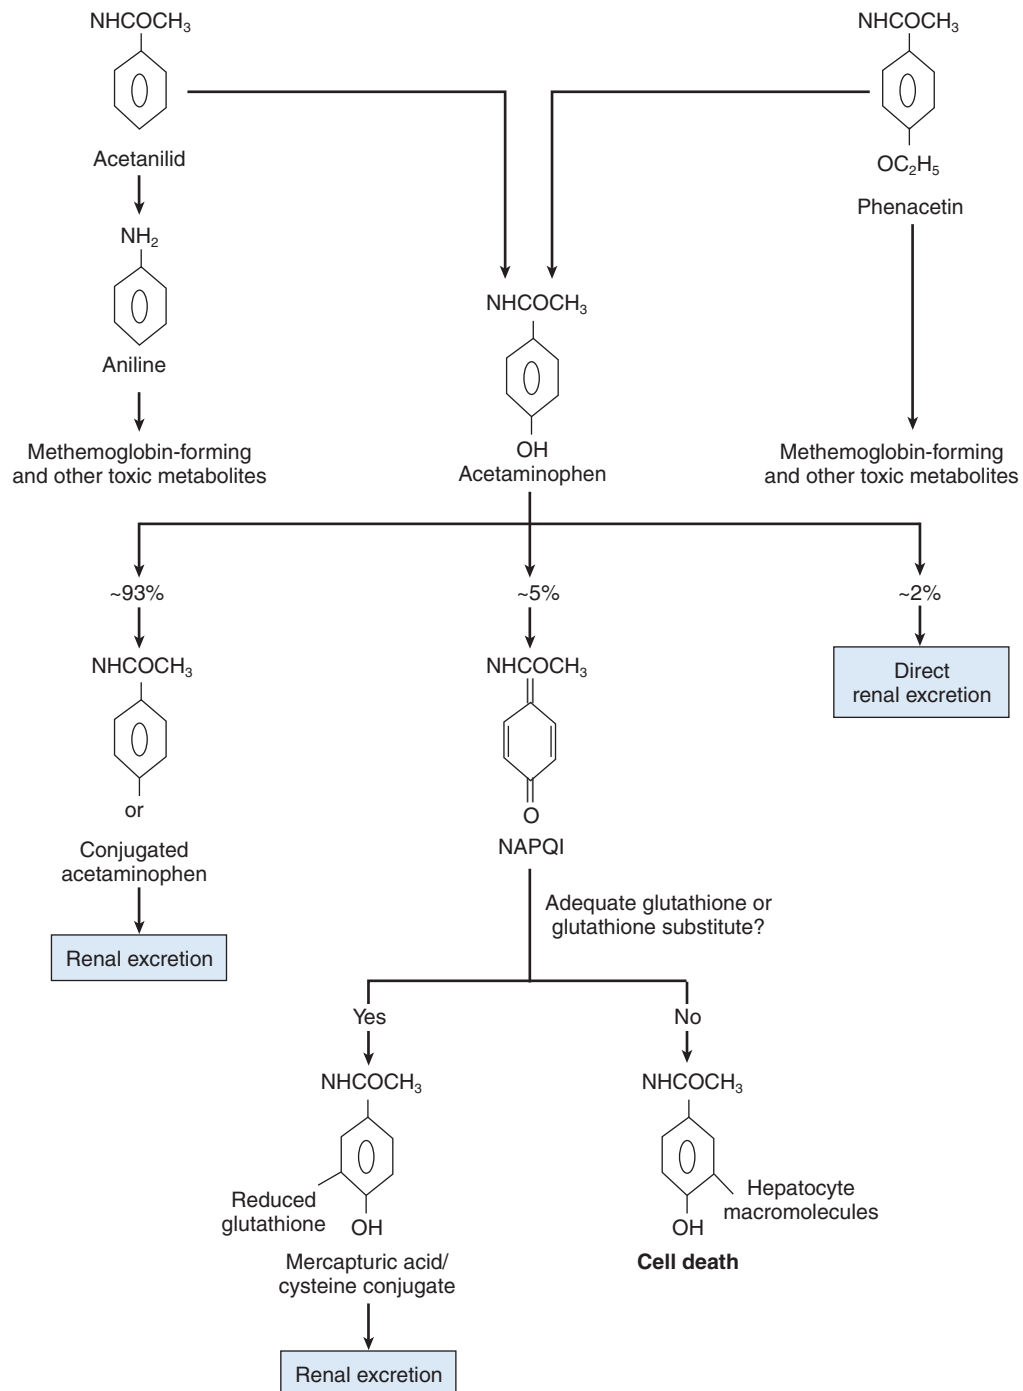 NHCOCH₃
Acetanilid
NH₂
Aniline
Methemoglobin-forming
and other toxic metabolites
NHCOCH₃
OC₂H₅
Phenacetin
Methemoglobin-forming
and other toxic metabolites
NHCOCH₃
OH
Acetaminophen
~93%
NHCOCH₃
or
Conjugated
acetaminophen
Renal excretion
~5%
NHCOCH₃
O
NAPQI
~2%
Direct
renal excretion
Adequate glutathione or
glutathione substitute?
Yes
NHCOCH₃
Reduced
glutathione
OH
Mercapturic acid/
cysteine conjugate
Renal excretion
No
NHCOCH₃
Hepatocyte
macromolecules
OH
Cell death